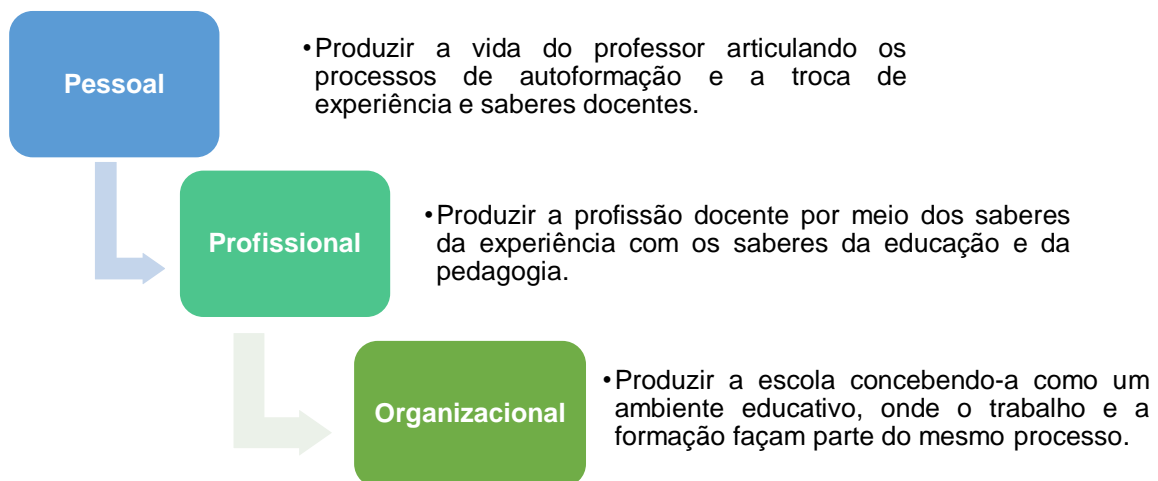 Pessoal
•Produzir a vida do professor articulando os
processos de autoformação e a troca de
experiência e saberes docentes.
Profissional
•Produzir a profissão docente por meio dos saberes
da experiência com os saberes da educação e da
pedagogia.
Organizacional
•Produzir a escola concebendo-a como um
ambiente educativo, onde o trabalho e a
formação façam parte do mesmo processo.